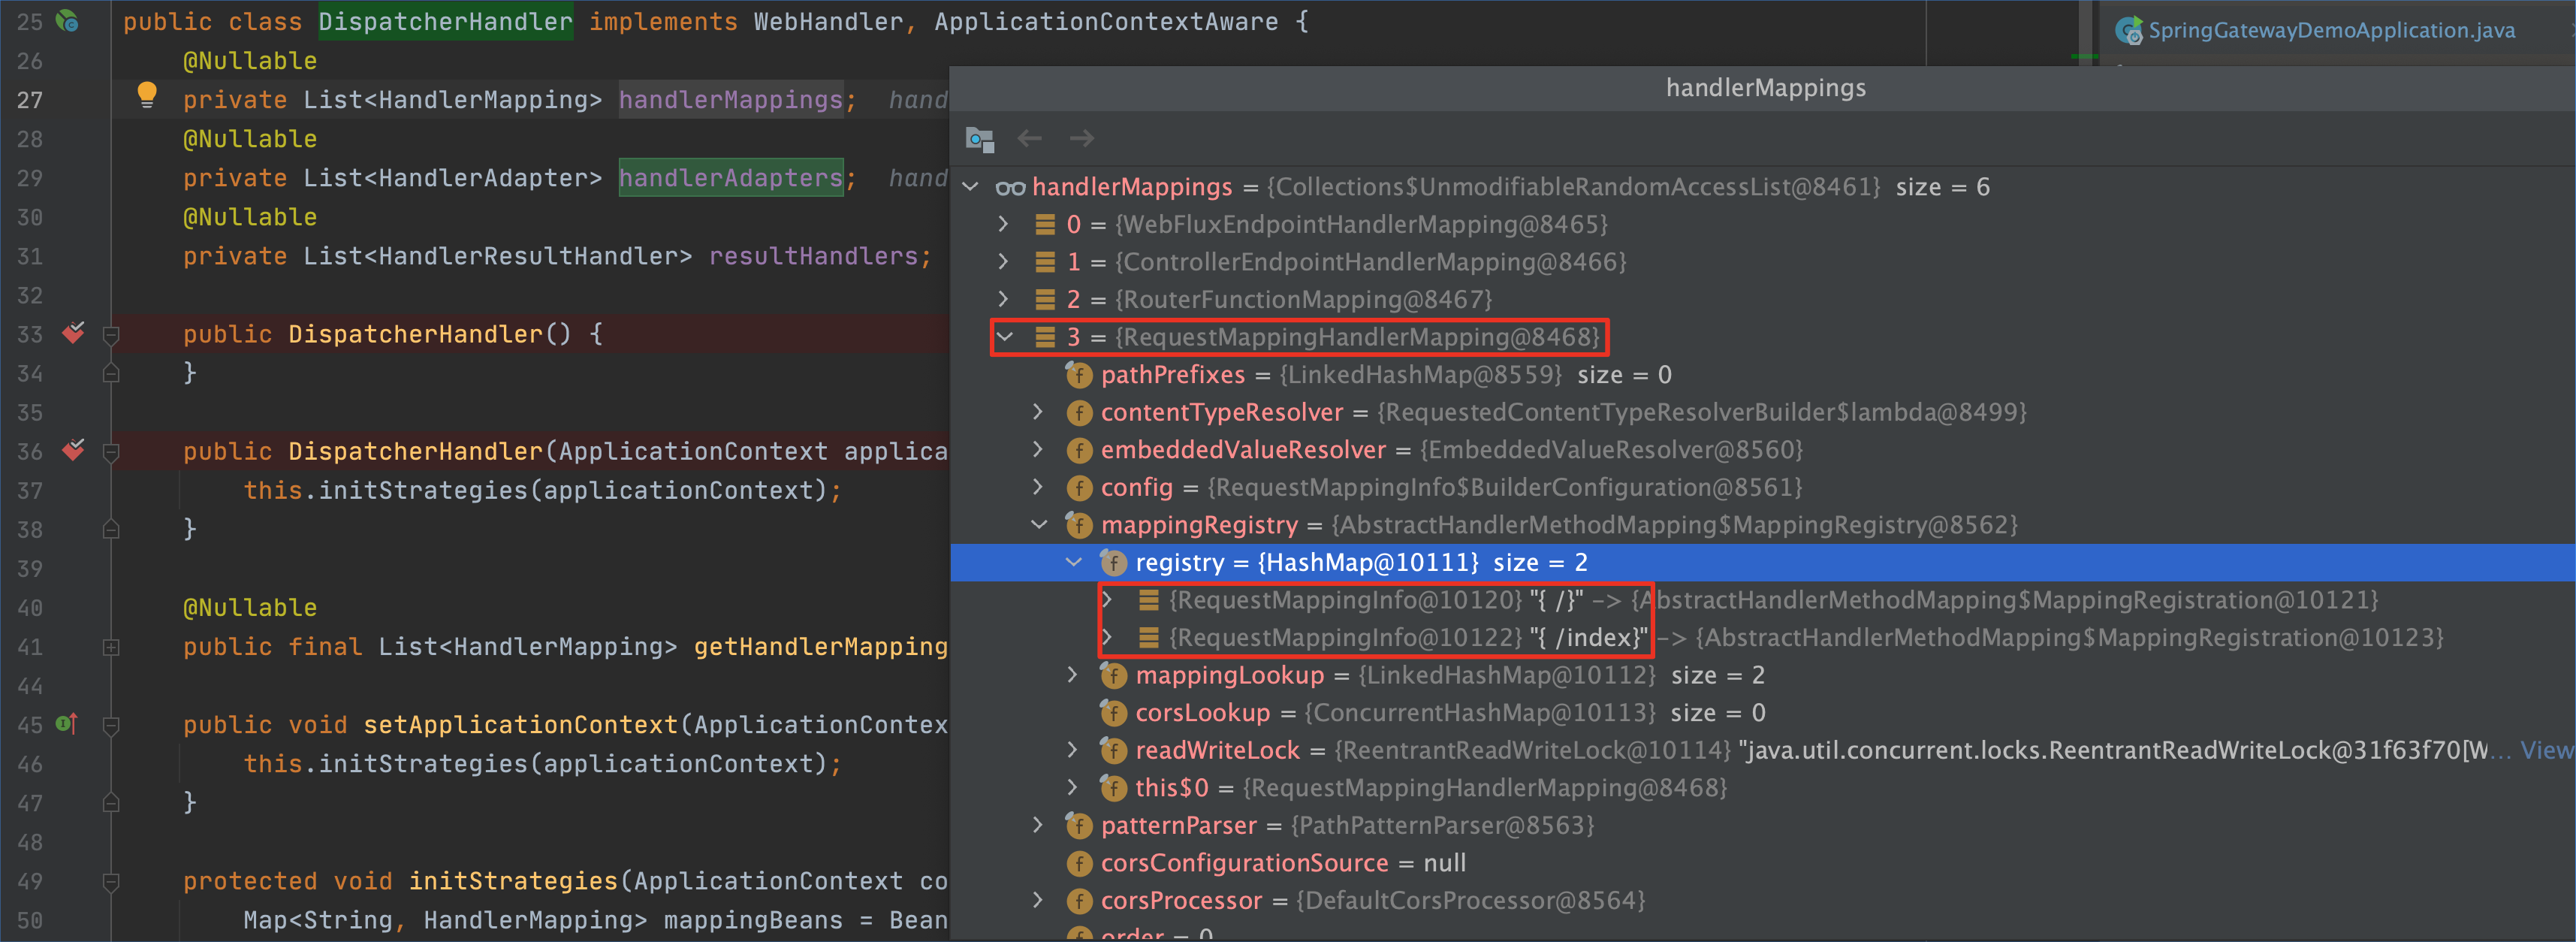 25 public class DispatcherHandler implements WebHandler, ApplicationContextAware {
26 @Nullable
27 private List<HandlerMapping> handlerMappings; hand
28 @Nullable
29 private List<HandlerAdapter> handlerAdapters; hand
30 @Nullable
31 private List<HandlerResultHandler> resultHandlers;
32
33 public DispatcherHandler() {
34 }
35
36 public DispatcherHandler(ApplicationContext applica
37 this.initStrategies(applicationContext);
38 }
39
40 @Nullable
41 public final List<HandlerMapping> getHandlerMapping
44
45 public void setApplicationContext(ApplicationContex
46 this.initStrategies(applicationContext);
47 }
48
49 protected void initStrategies(ApplicationContext co
50 Map<String, HandlerMapping> mappingBeans = Bean
SpringGatewayDemoApplication.java
handlerMappings
handlerMappings = {Collections$UnmodifiableRandomAccessList@8461} size = 6
0 = {WebFluxEndpointHandlerMapping@8465}
1 = {ControllerEndpointHandlerMapping@8466}
2 = {RouterFunctionMapping@8467}
3 = {RequestMappingHandlerMapping@8468}
pathPrefixes = {LinkedHashMap@8559} size = 0
contentTypeResolver = {RequestedContentTypeResolverBuilder$lambda@8499}
embeddedValueResolver = {EmbeddedValueResolver@8560}
config = {RequestMappingInfo$BuilderConfiguration@8561}
mappingRegistry = {AbstractHandlerMethodMapping$MappingRegistry@8562}
registry = {HashMap@10111} size = 2
{RequestMappingInfo@10120} "{ /}" -> {AbstractHandlerMethodMapping$MappingRegistration@10121}
{RequestMappingInfo@10122} "{ /index}" -> {AbstractHandlerMethodMapping$MappingRegistration@10123}
mappingLookup = {LinkedHashMap@10112} size = 2
corsLookup = {ConcurrentHashMap@10113} size = 0
readWriteLock = {ReentrantReadWriteLock@10114} "java.util.concurrent.locks.ReentrantReadWriteLock@31f63f70[W... View
this$0 = {RequestMappingHandlerMapping@8468}
patternParser = {PathPatternParser@8563}
corsConfigurationSource = null
corsProcessor = {DefaultCorsProcessor@8564}
order = 0